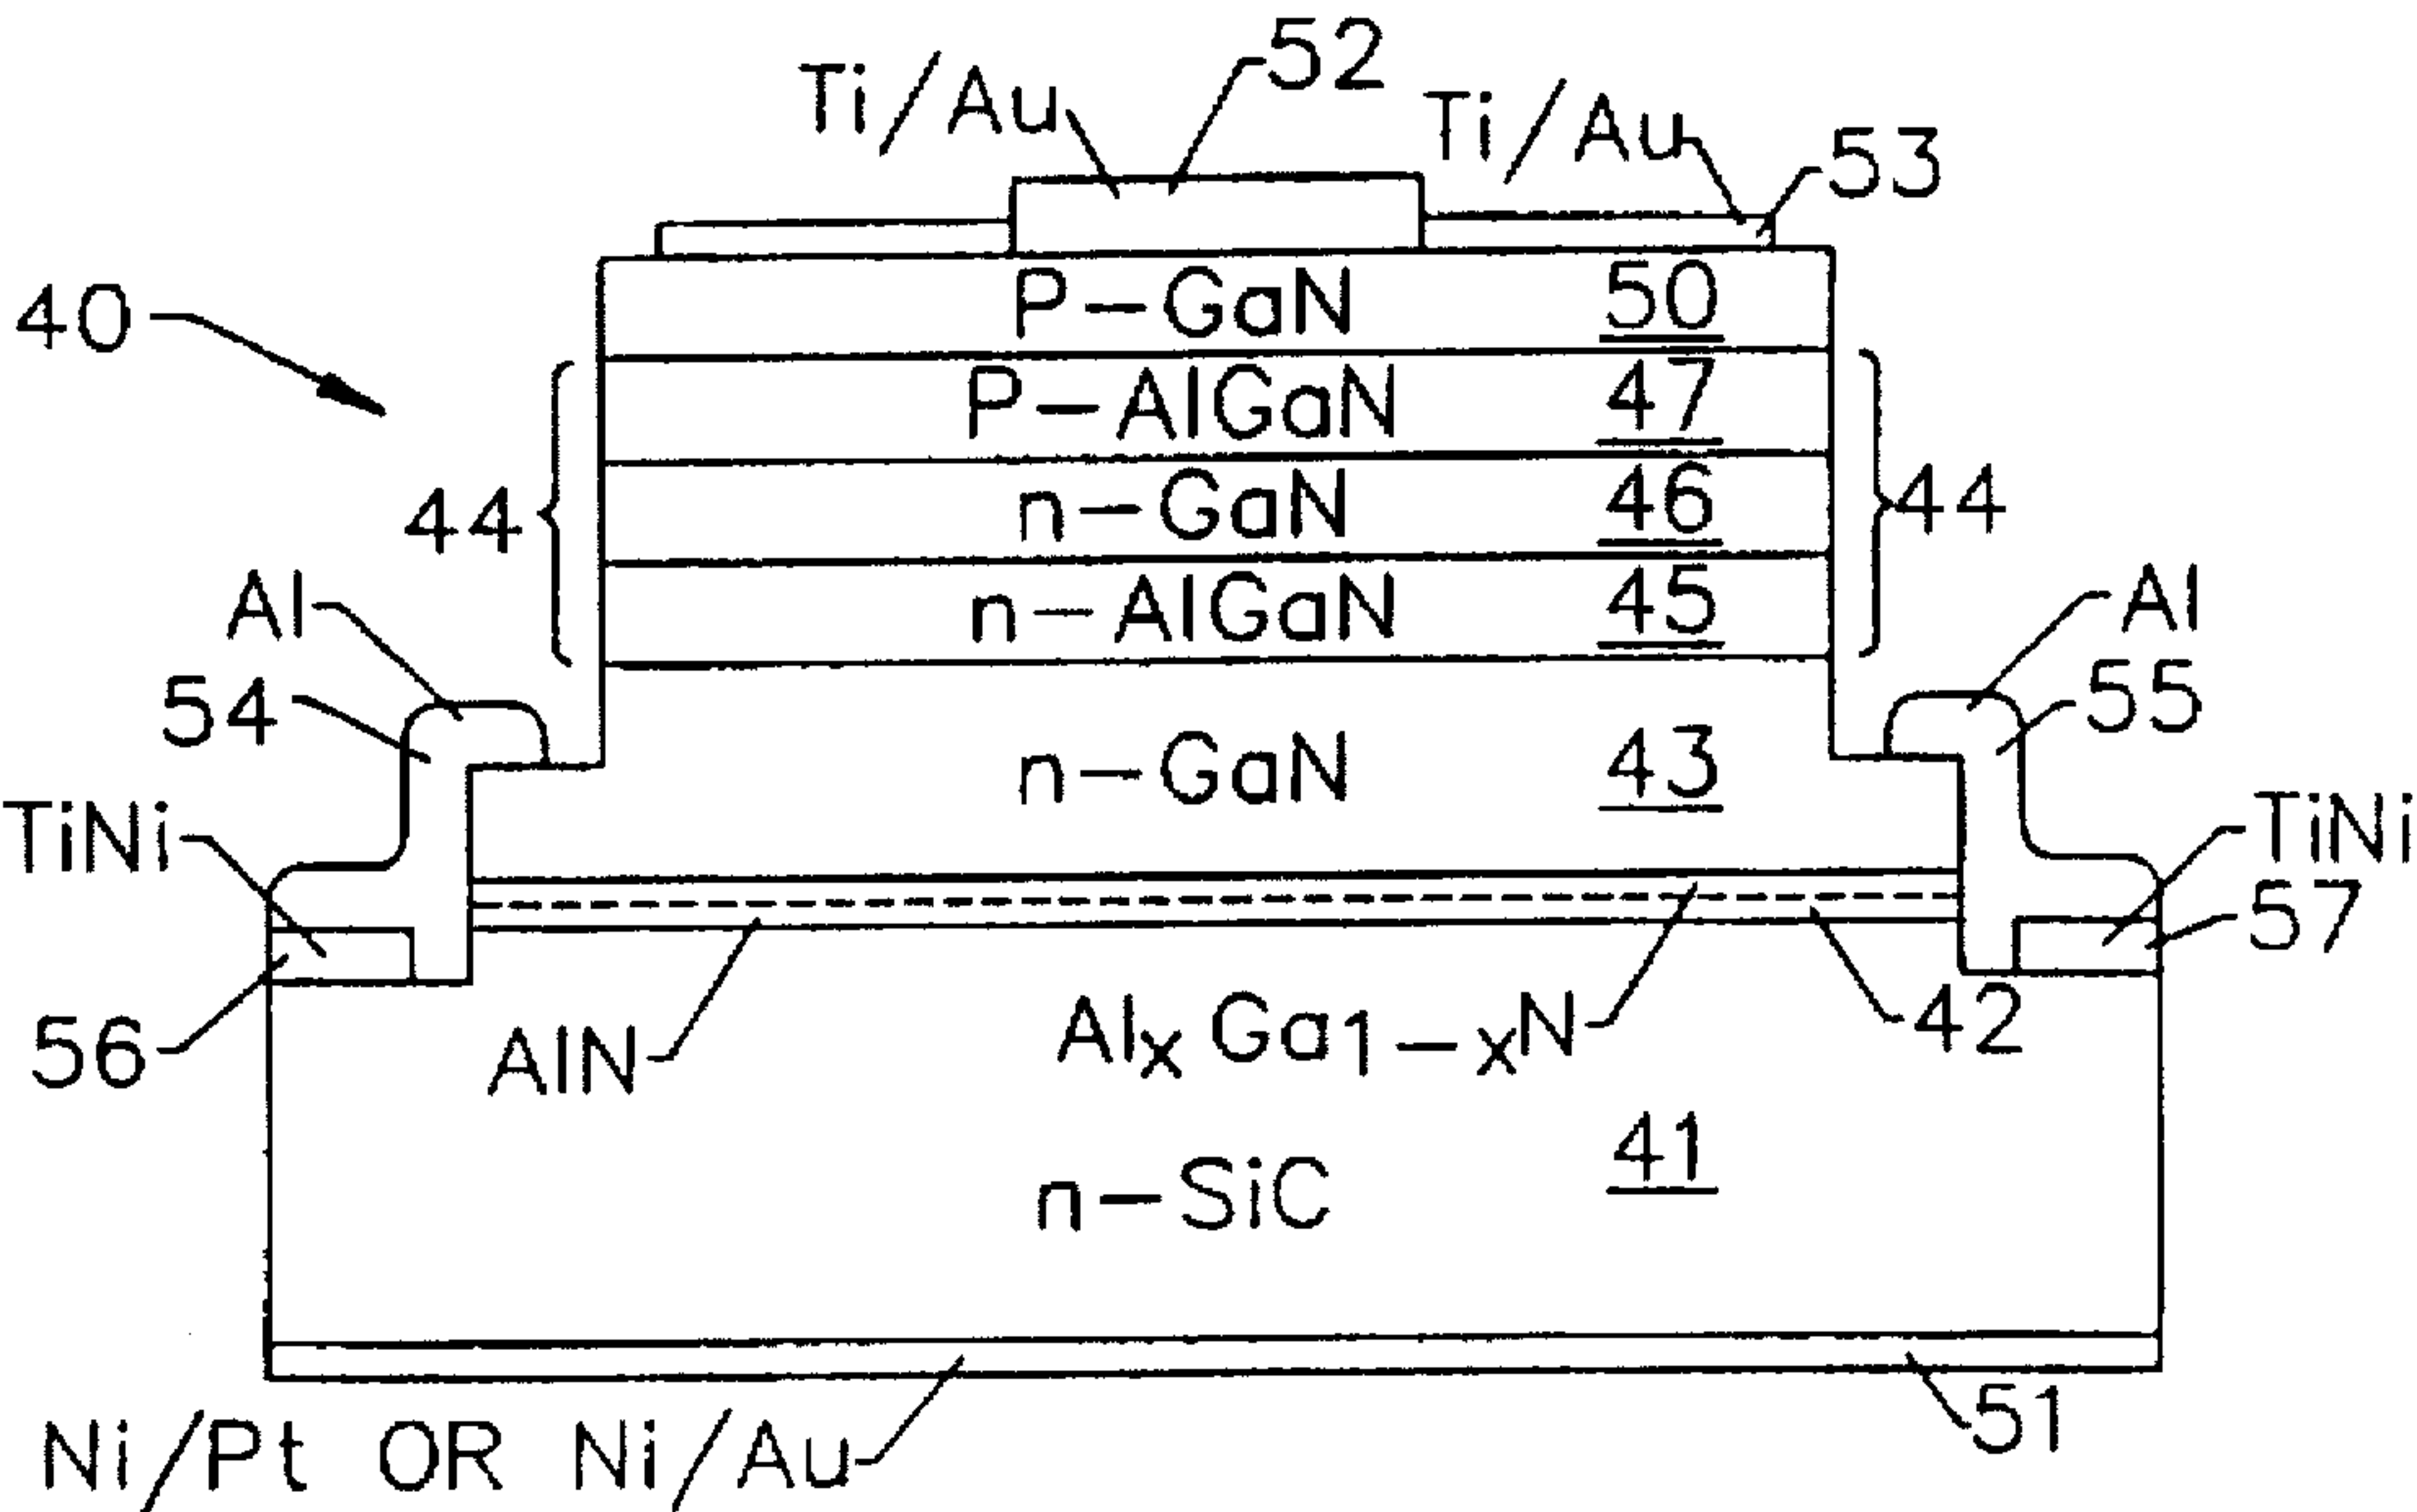 52
Ti/Au
Ti/Au
53
40
P-GaN 50
P-AlGaN 47
44
n-GaN 46
44
n-AlGaN 45
Al
Al
54
55
n-GaN 43
TiNi
TiNi
57
56
AlN
AlxGa1-xN
42
41
n-SiC
51
Ni/Pt OR Ni/Au